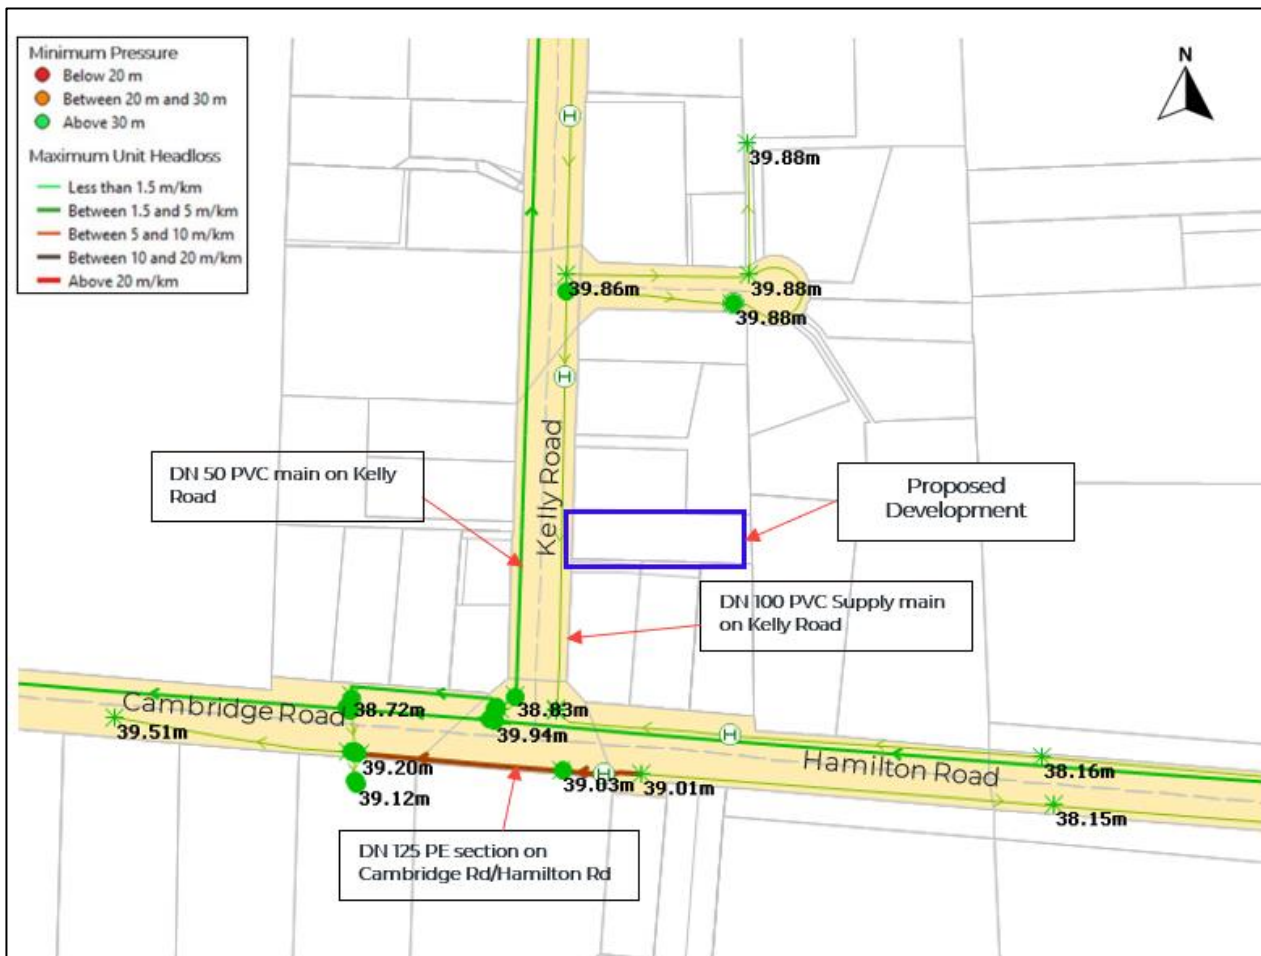 Minimum Pressure
Below 20 m
Between 20 m and 30 m
Above 30 m
Maximum Unit Headloss
Less than 1.5 m/km
Between 1.5 and 5 m/km
Between 5 and 10 m/km
Between 10 and 20 m/km
Above 20 m/km
N
H
39.88m
39.86m
39.88m
39.88m
H
Kelly Road
DN 50 PVC main on Kelly
Road
Proposed
Development
DN 100 PVC Supply main
on Kelly Road
Cambridge Road
38.72m
38.83m
39.51m
39.94m
H
Hamilton Road
38.16m
39.20m
39.03m
H
39.01m
39.12m
38.15m
DN 125 PE section on
Cambridge Rd/Hamilton Rd